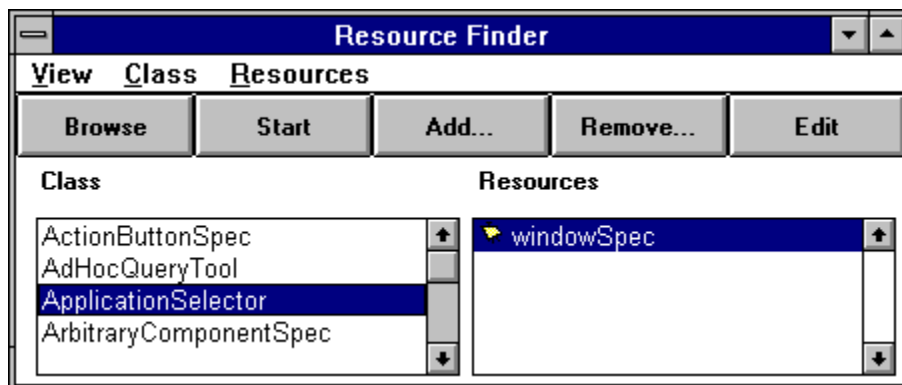 Resource Finder
View Class Resources
Browse Start Add... Remove... Edit
Class Resources
ActionButtonSpec
AdHocQueryTool
ApplicationSelector
ArbitraryComponentSpec
windowSpec